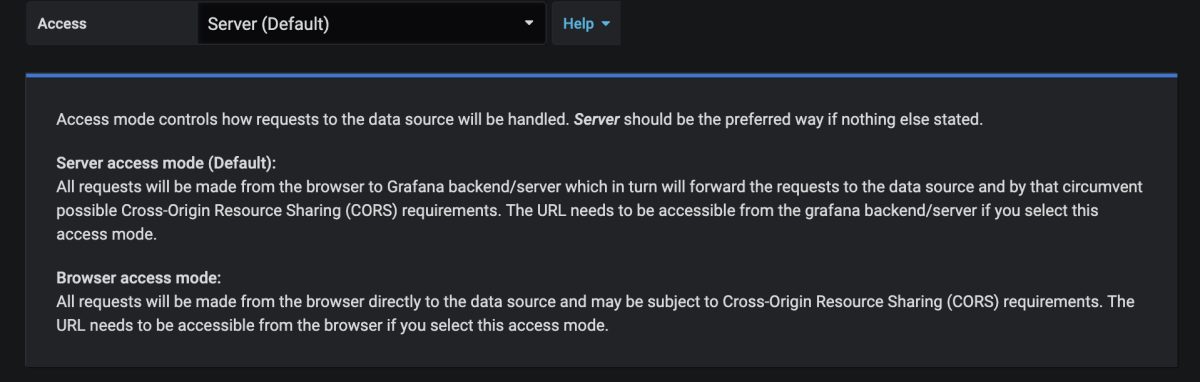 Access
Server (Default)
Help
Access mode controls how requests to the data source will be handled. Server should be the preferred way if nothing else stated.
Server access mode (Default):
All requests will be made from the browser to Grafana backend/server which in turn will forward the requests to the data source and by that circumvent
possible Cross-Origin Resource Sharing (CORS) requirements. The URL needs to be accessible from the grafana backend/server if you select this
access mode.
Browser access mode:
All requests will be made from the browser directly to the data source and may be subject to Cross-Origin Resource Sharing (CORS) requirements. The
URL needs to be accessible from the browser if you select this access mode.